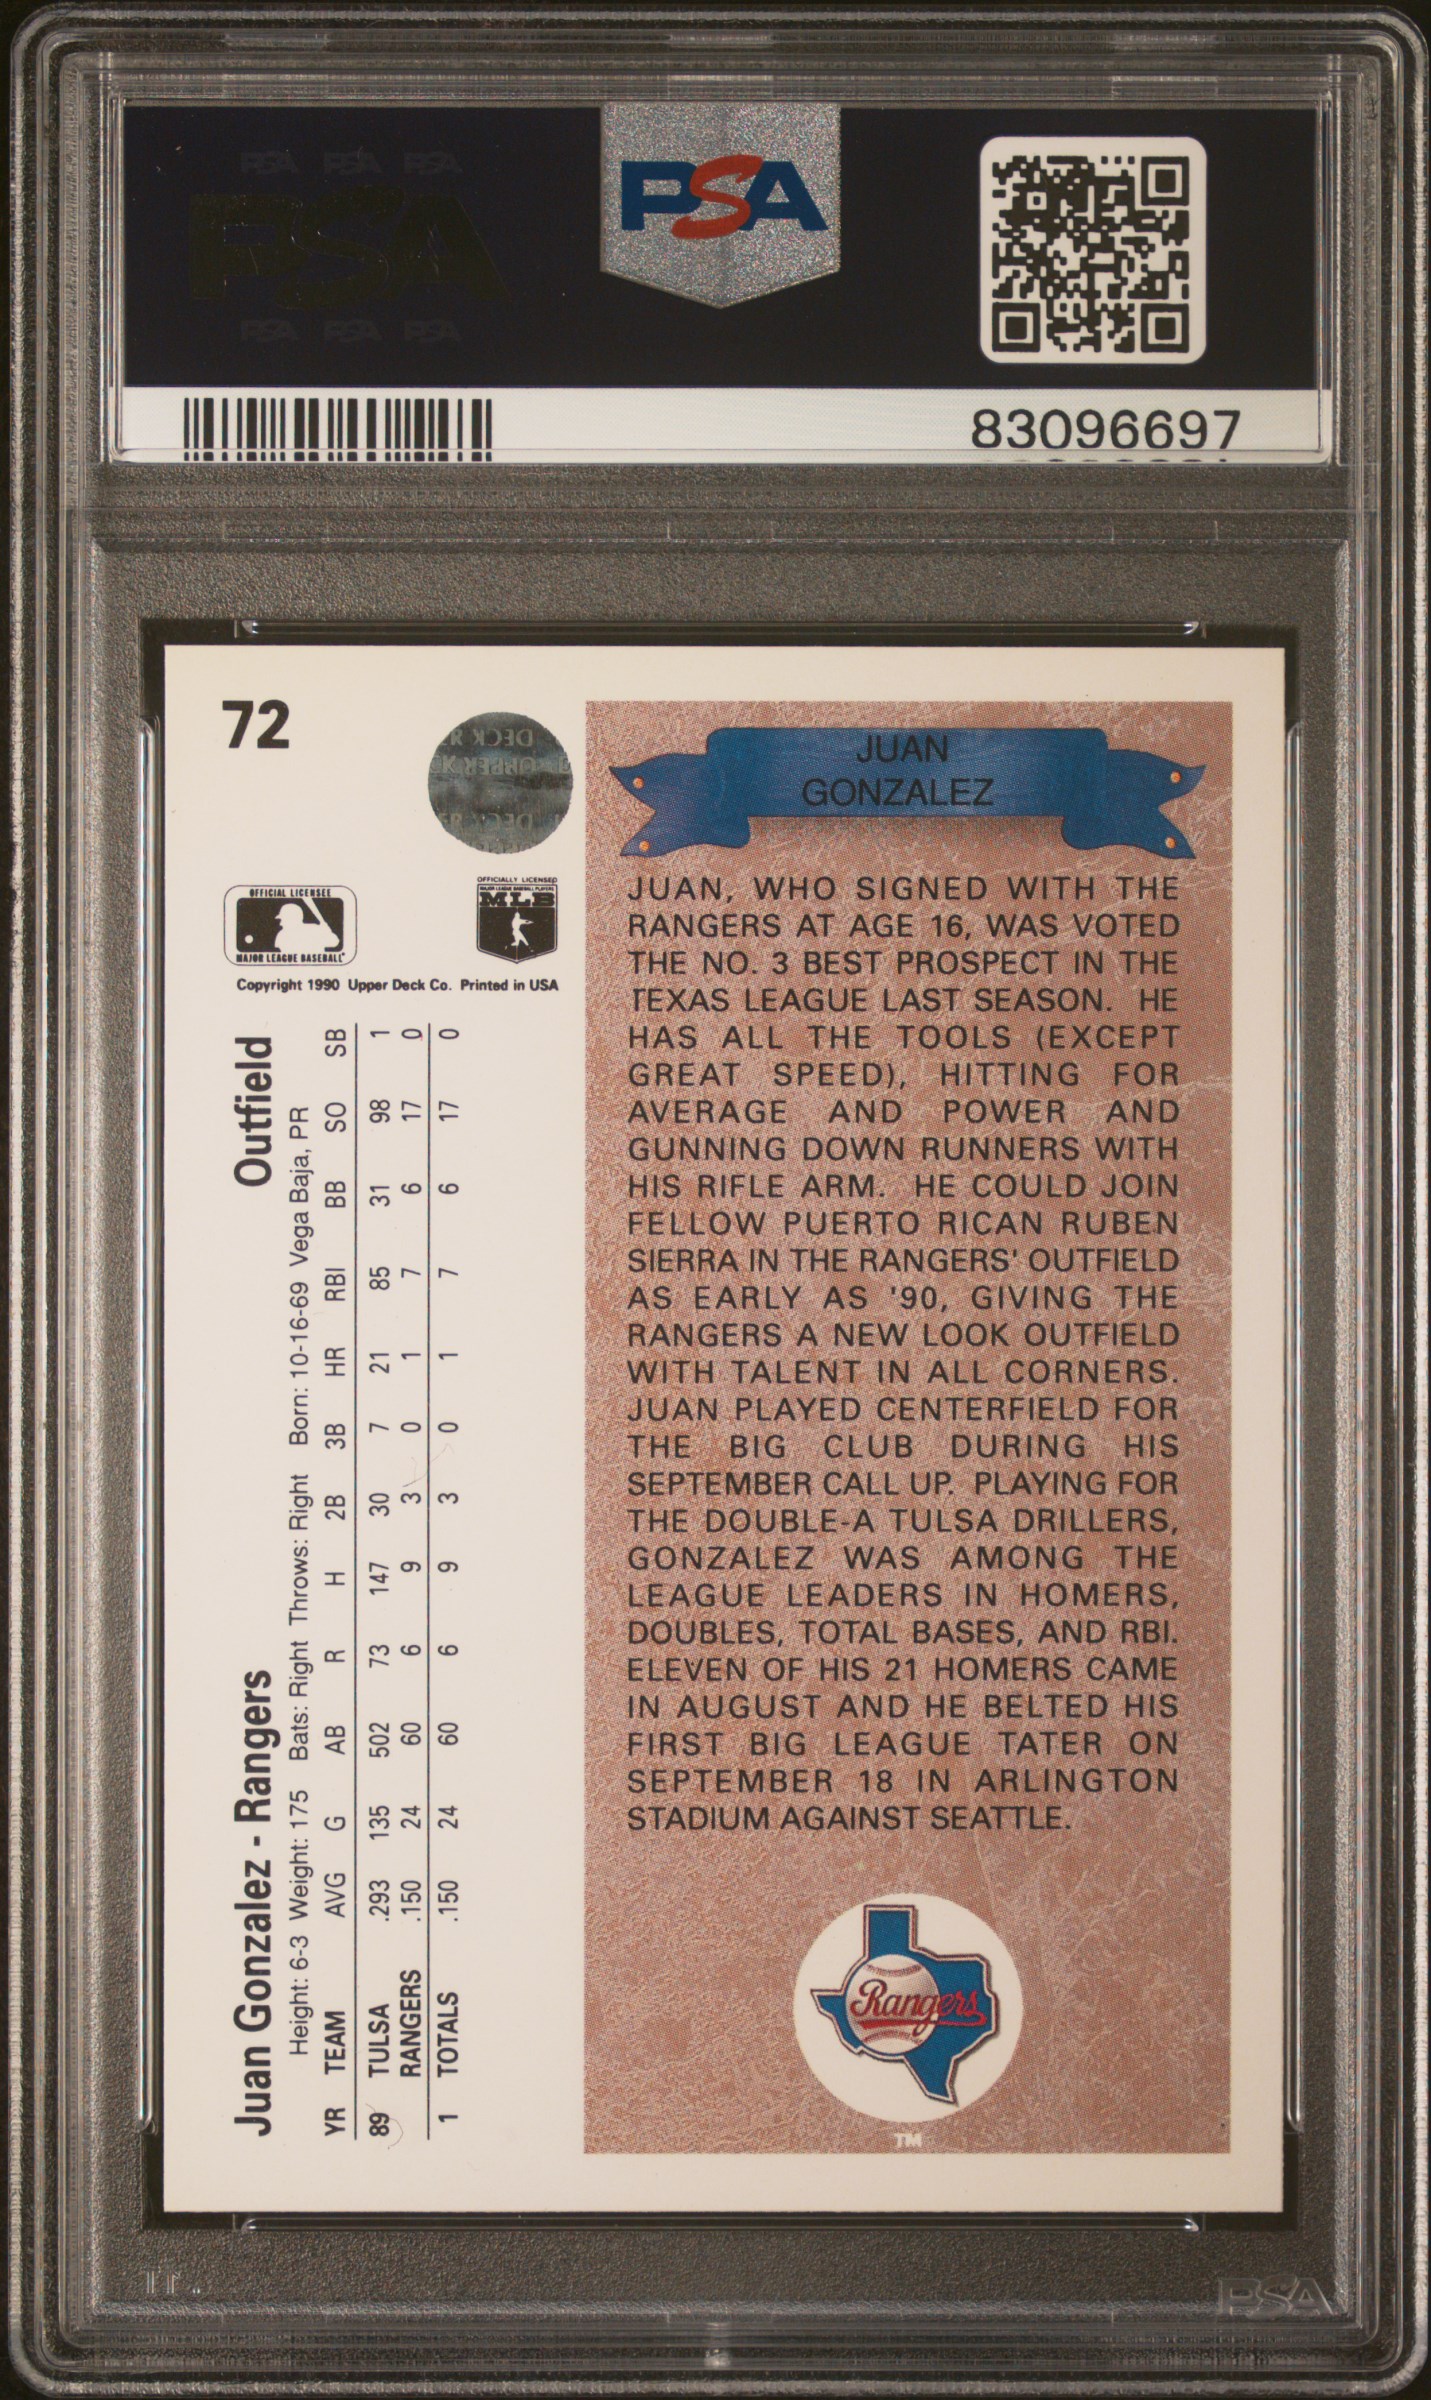 PSA PSA PSA
PSA
PSA PSA PSA
PSA
83096697
72
OFFICIAL LICENSEE
MAJOR LEAGUE BASEBALL
OFFICIALLY LICENSED
MAJOR LEAGUE BASEBALL PLAYERS
MLB
Copyright 1990 Upper Deck Co. Printed in USA
Juan Gonzalez - Rangers Outfield
Height: 6-3 Weight: 175 Bats: Right Throws: Right Born: 10-16-69 Vega Baja, PR
YR TEAM AVG G AB R H 2B 3B HR RBI BB SO SB
89 TULSA .293 135 502 73 147 30 7 21 85 31 98 1
RANGERS .150 24 60 6 9 3 0 1 7 6 17 0
1 TOTALS .150 24 60 6 9 3 0 1 7 6 17 0
JUAN
GONZALEZ
JUAN, WHO SIGNED WITH THE
RANGERS AT AGE 16, WAS VOTED
THE NO. 3 BEST PROSPECT IN THE
TEXAS LEAGUE LAST SEASON. HE
HAS ALL THE TOOLS (EXCEPT
GREAT SPEED), HITTING FOR
AVERAGE AND POWER AND
GUNNING DOWN RUNNERS WITH
HIS RIFLE ARM. HE COULD JOIN
FELLOW PUERTO RICAN RUBEN
SIERRA IN THE RANGERS' OUTFIELD
AS EARLY AS '90, GIVING THE
RANGERS A NEW LOOK OUTFIELD
WITH TALENT IN ALL CORNERS.
JUAN PLAYED CENTERFIELD FOR
THE BIG CLUB DURING HIS
SEPTEMBER CALL UP. PLAYING FOR
THE DOUBLE-A TULSA DRILLERS,
GONZALEZ WAS AMONG THE
LEAGUE LEADERS IN HOMERS,
DOUBLES, TOTAL BASES, AND RBI.
ELEVEN OF HIS 21 HOMERS CAME
IN AUGUST AND HE BELTED HIS
FIRST BIG LEAGUE TATER ON
SEPTEMBER 18 IN ARLINGTON
STADIUM AGAINST SEATTLE.
Rangers
TM
PSA